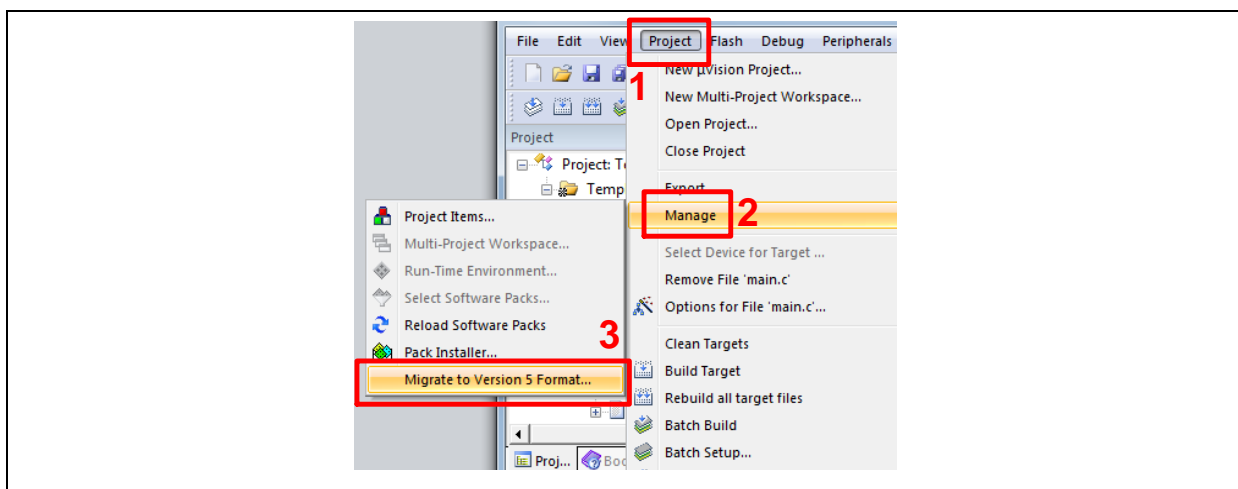 File Edit View Project Flash Debug Peripherals
1
New µVision Project...
New Multi-Project Workspace...
Open Project...
Close Project
Export
Manage 2
Select Device for Target ...
Remove File 'main.c'
Options for File 'main.c'...
Clean Targets
Build Target
Rebuild all target files
Batch Build
Batch Setup...
Project
Project: T
Temp
Project Items...
Multi-Project Workspace...
Run-Time Environment...
Select Software Packs...
Reload Software Packs
3
Pack Installer...
Migrate to Version 5 Format...
Proj... Boo